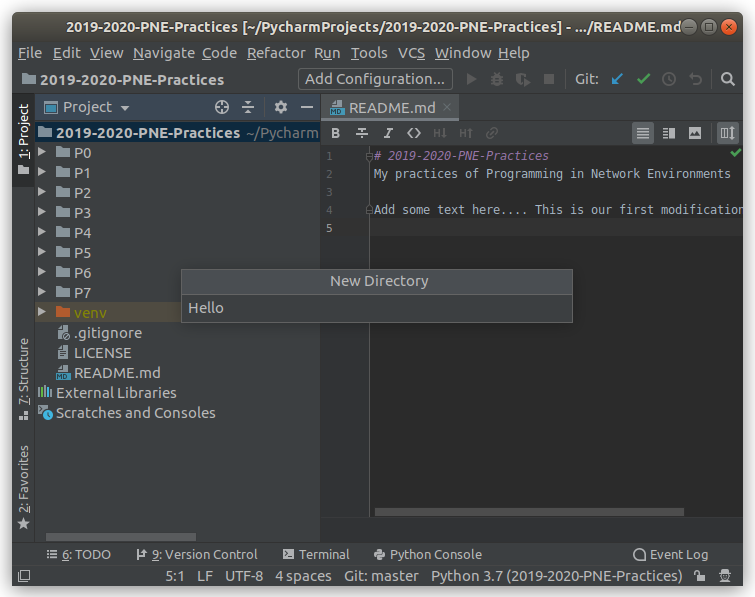 2019-2020-PNE-Practices [~/PycharmProjects/2019-2020-PNE-Practices] - .../README.md
File Edit View Navigate Code Refactor Run Tools VCS Window Help
2019-2020-PNE-Practices Add Configuration... Git:
Project README.md
B I <> H↓ H↑
2019-2020-PNE-Practices ~/Pycharm
P0
P1
P2
P3
P4
P5
P6
P7
venv
.gitignore
LICENSE
MD README.md
External Libraries
Scratches and Consoles
1: Project
7: Structure
2: Favorites
1 # 2019-2020-PNE-Practices
2 My practices of Programming in Network Environments
3
4 Add some text here.... This is our first modification
5
New Directory
Hello
6: TODO 9: Version Control Terminal Python Console Event Log
5:1 LF UTF-8 4 spaces Git: master Python 3.7 (2019-2020-PNE-Practices)